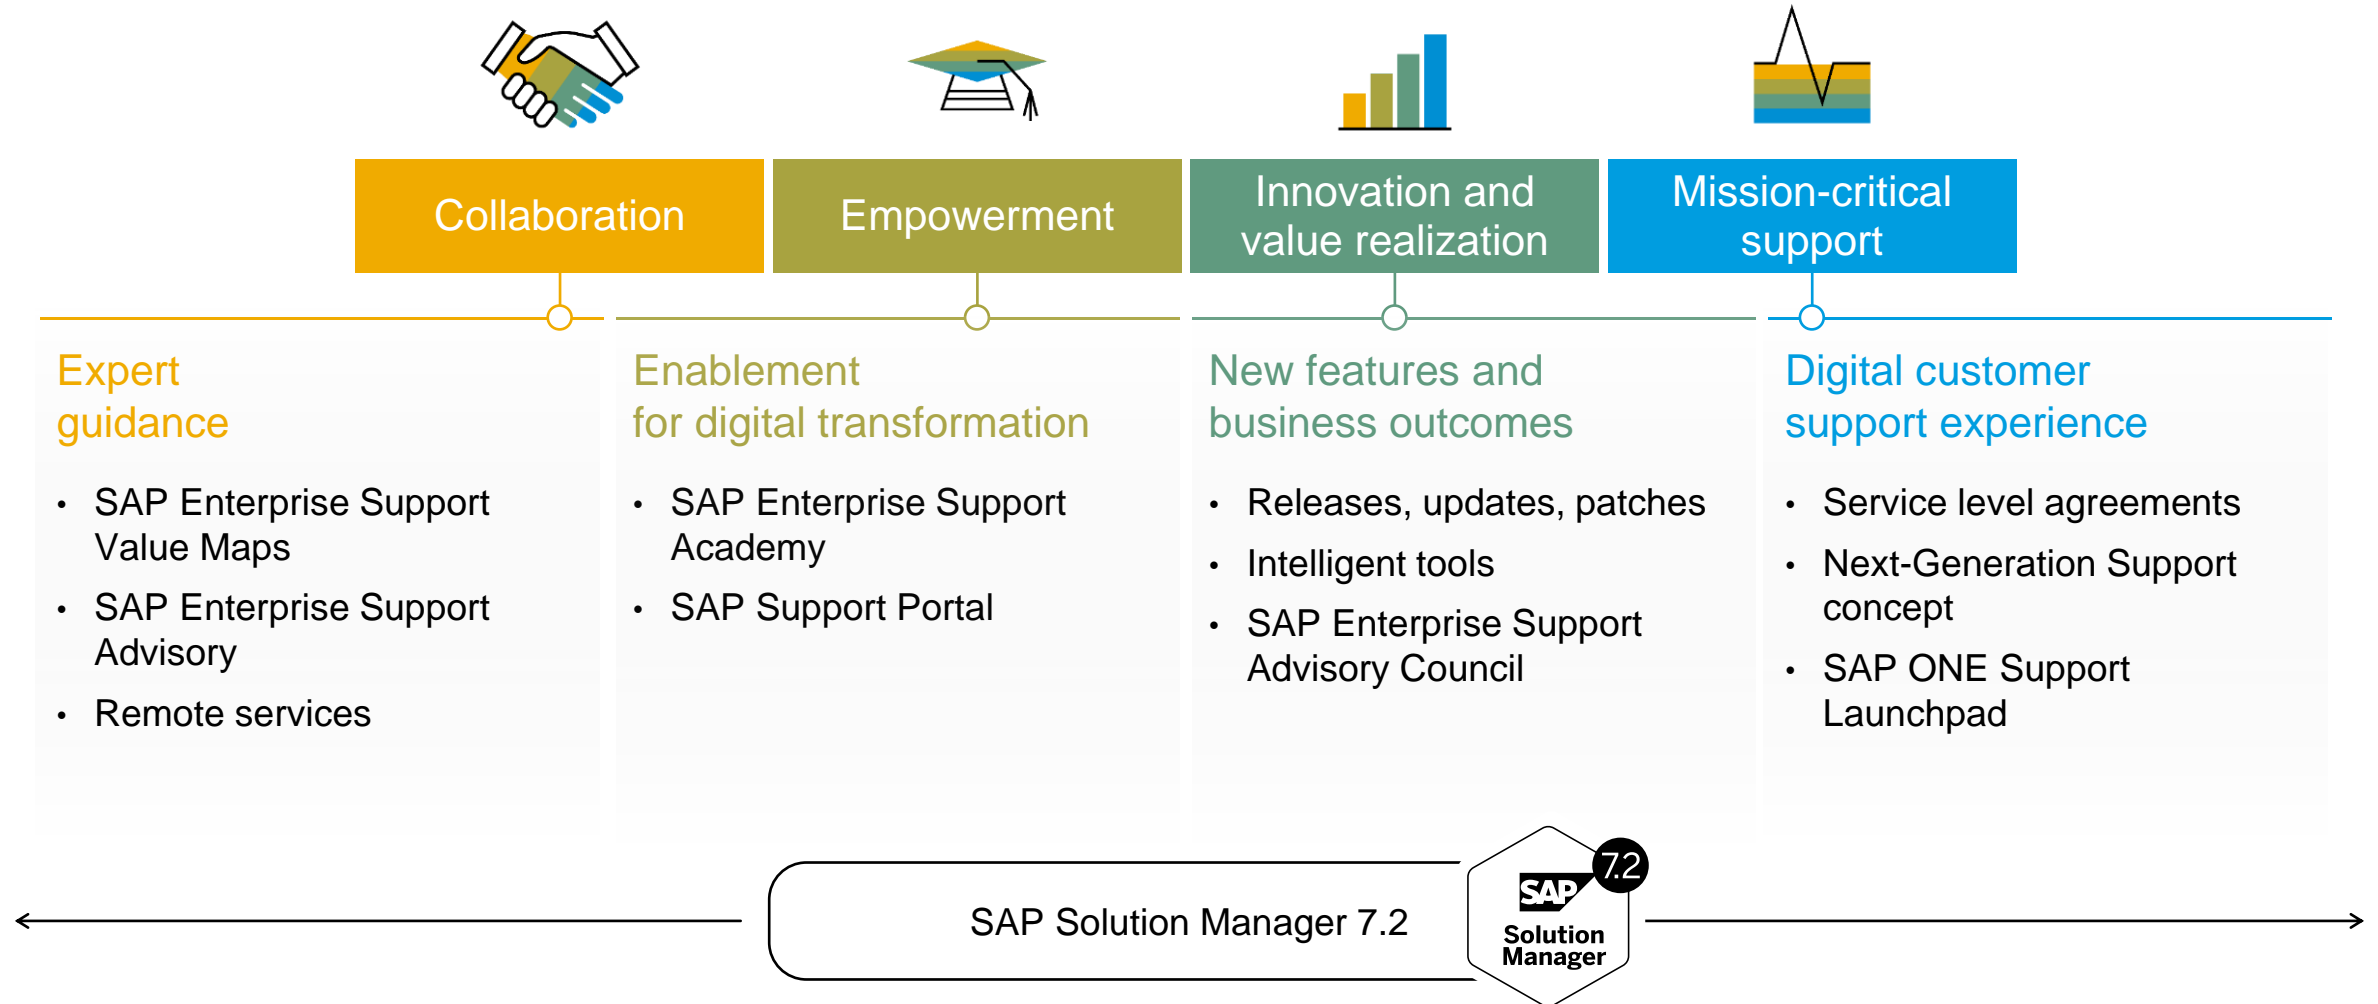 Collaboration
Empowerment
Innovation and
value realization
Mission-critical
support
Expert
guidance
• SAP Enterprise Support
Value Maps
• SAP Enterprise Support
Advisory
• Remote services
Enablement
for digital transformation
• SAP Enterprise Support
Academy
• SAP Support Portal
New features and
business outcomes
• Releases, updates, patches
• Intelligent tools
• SAP Enterprise Support
Advisory Council
Digital customer
support experience
• Service level agreements
• Next-Generation Support
concept
• SAP ONE Support
Launchpad
SAP Solution Manager 7.2
7.2
SAP
Solution
Manager